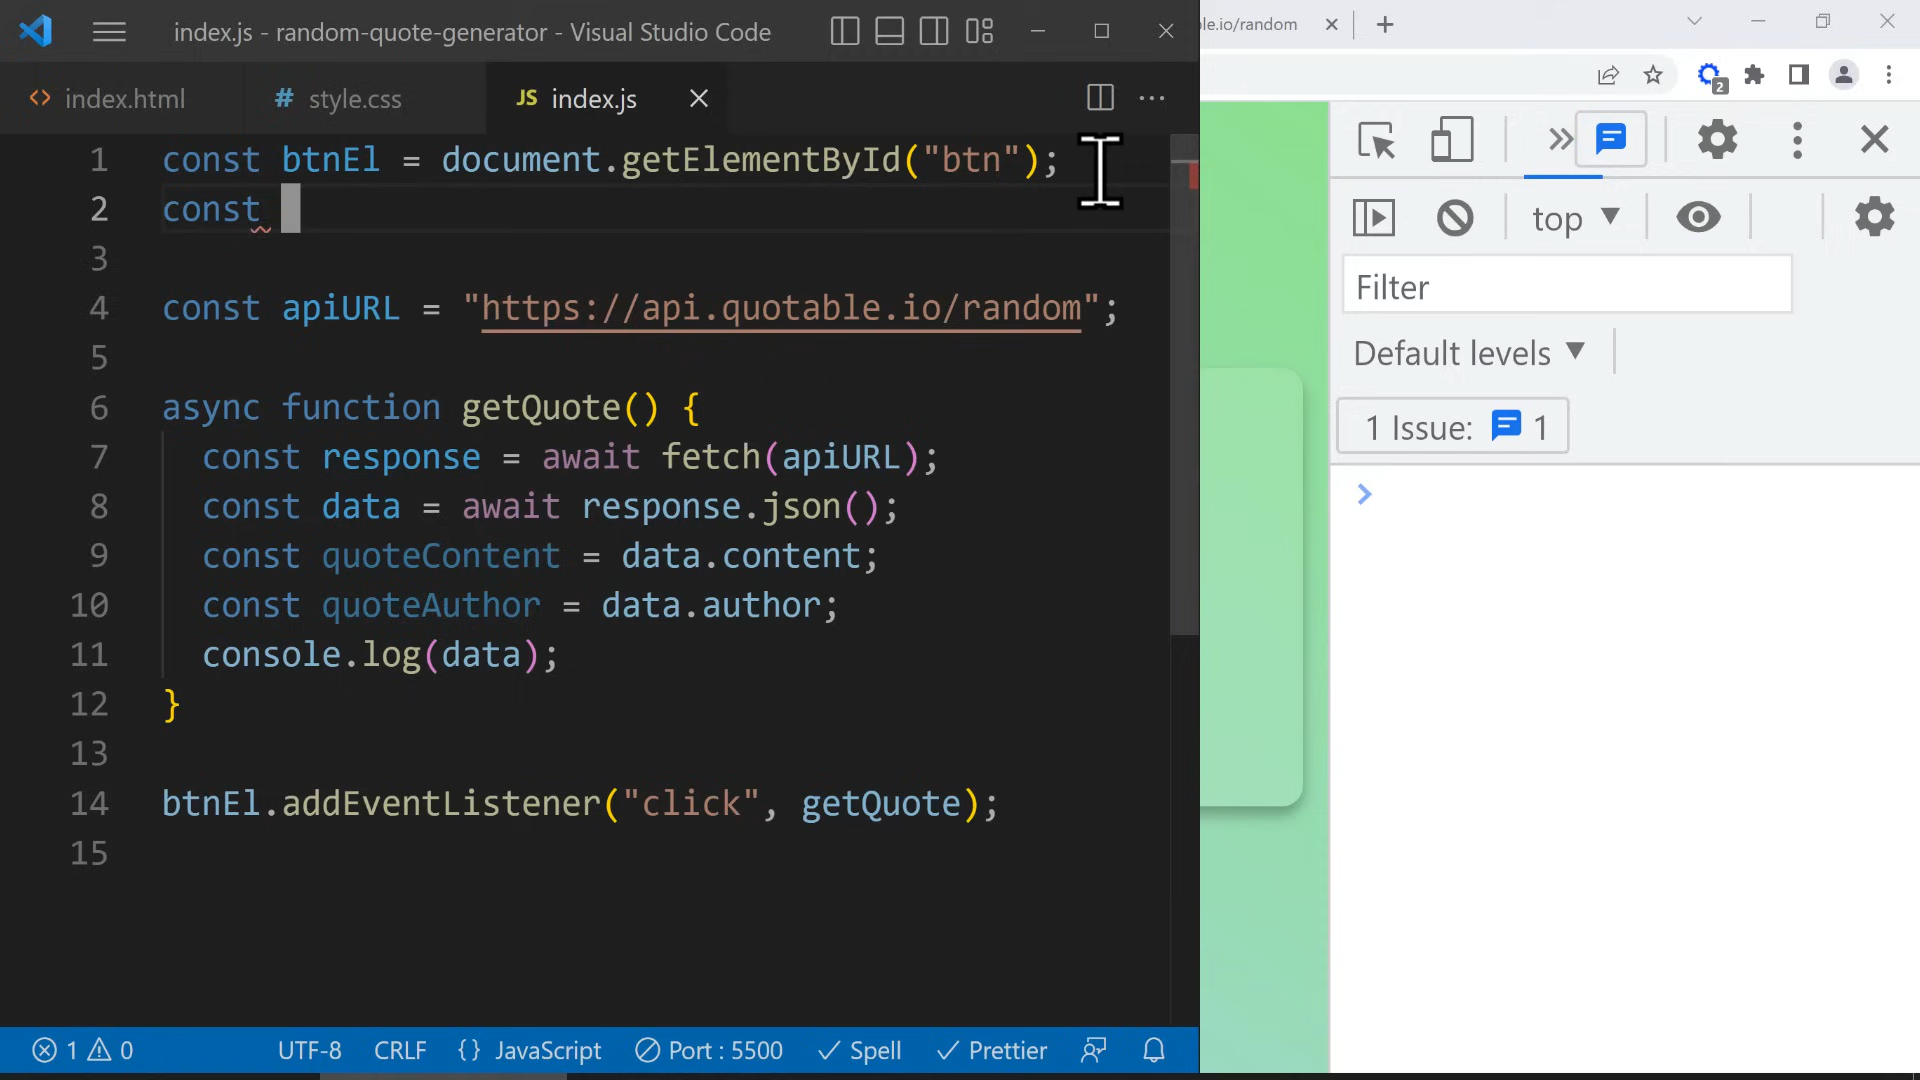 index.js - random-quote-generator - Visual Studio Code
index.html
style.css
JS index.js
1 const btnEl = document.getElementById("btn");
2 const
3
4 const apiURL = "https://api.quotable.io/random";
5
6 async function getQuote() {
7 const response = await fetch(apiURL);
8 const data = await response.json();
9 const quoteContent = data.content;
10 const quoteAuthor = data.author;
11 console.log(data);
12 }
13
14 btnEl.addEventListener("click", getQuote);
15
1 0 UTF-8 CRLF {} JavaScript Port : 5500 Spell Prettier
le.io/random
2
top
Filter
Default levels
1 Issue: 1